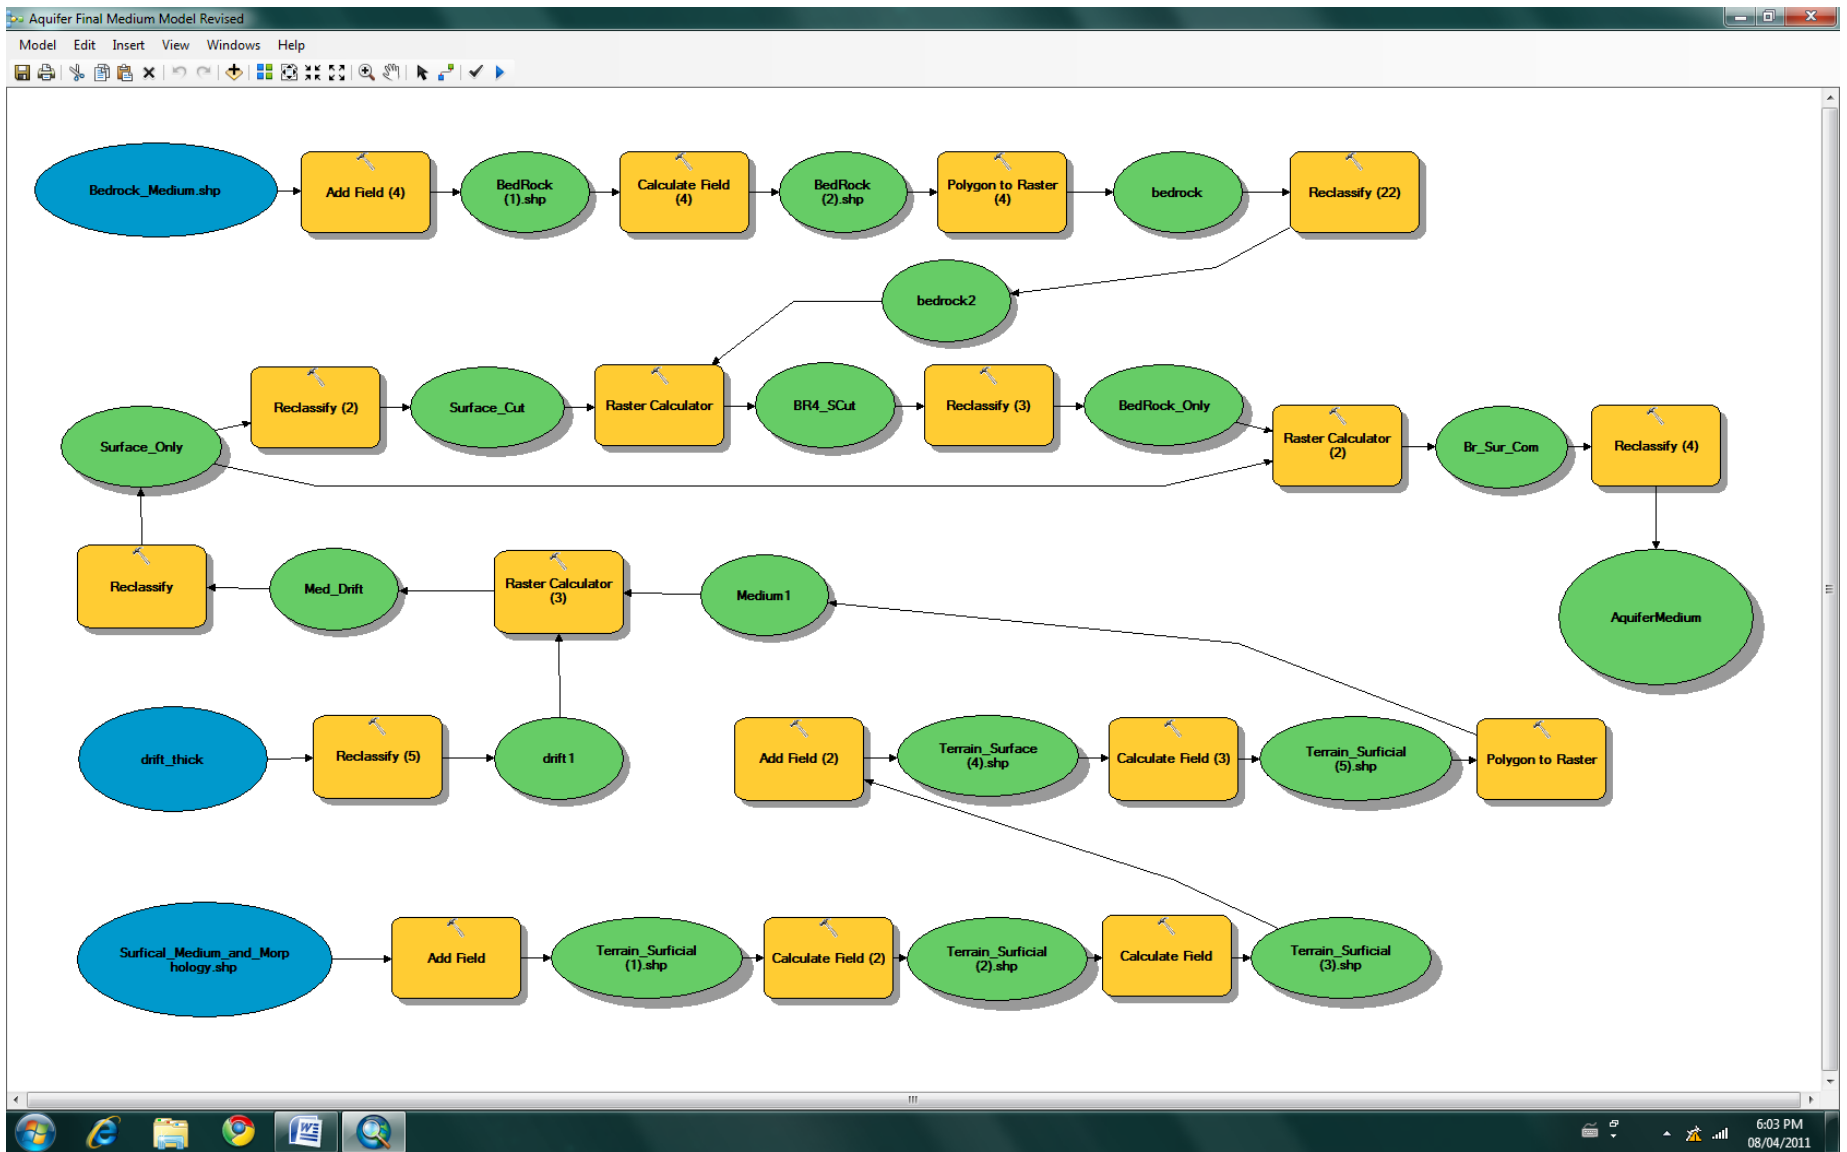 Aquifer Final Medium Model Revised
Model Edit Insert View Windows Help
Bedrock_Medium.shp
Add Field (4)
BedRock
(1).shp
Calculate Field
(4)
BedRock
(2).shp
Polygon to Raster
(4)
bedrock
Reclassify (22)
bedrock2
Surface_Only
Reclassify (2)
Surface_Cut
Raster Calculator
BR4_SCut
Reclassify (3)
BedRock_Only
Raster Calculator
(2)
Br_Sur_Com
Reclassify (4)
Reclassify
Med_Drift
Raster Calculator
(3)
Medium1
AquiferMedium
drift_thick
Reclassify (5)
drift1
Add Field (2)
Terrain_Surface
(4).shp
Calculate Field (3)
Terrain_Surficial
(5).shp
Polygon to Raster
Surfical_Medium_and_Morp
hology.shp
Add Field
Terrain_Surficial
(1).shp
Calculate Field (2)
Terrain_Surficial
(2).shp
Calculate Field
Terrain_Surficial
(3).shp
6:03 PM
08/04/2011